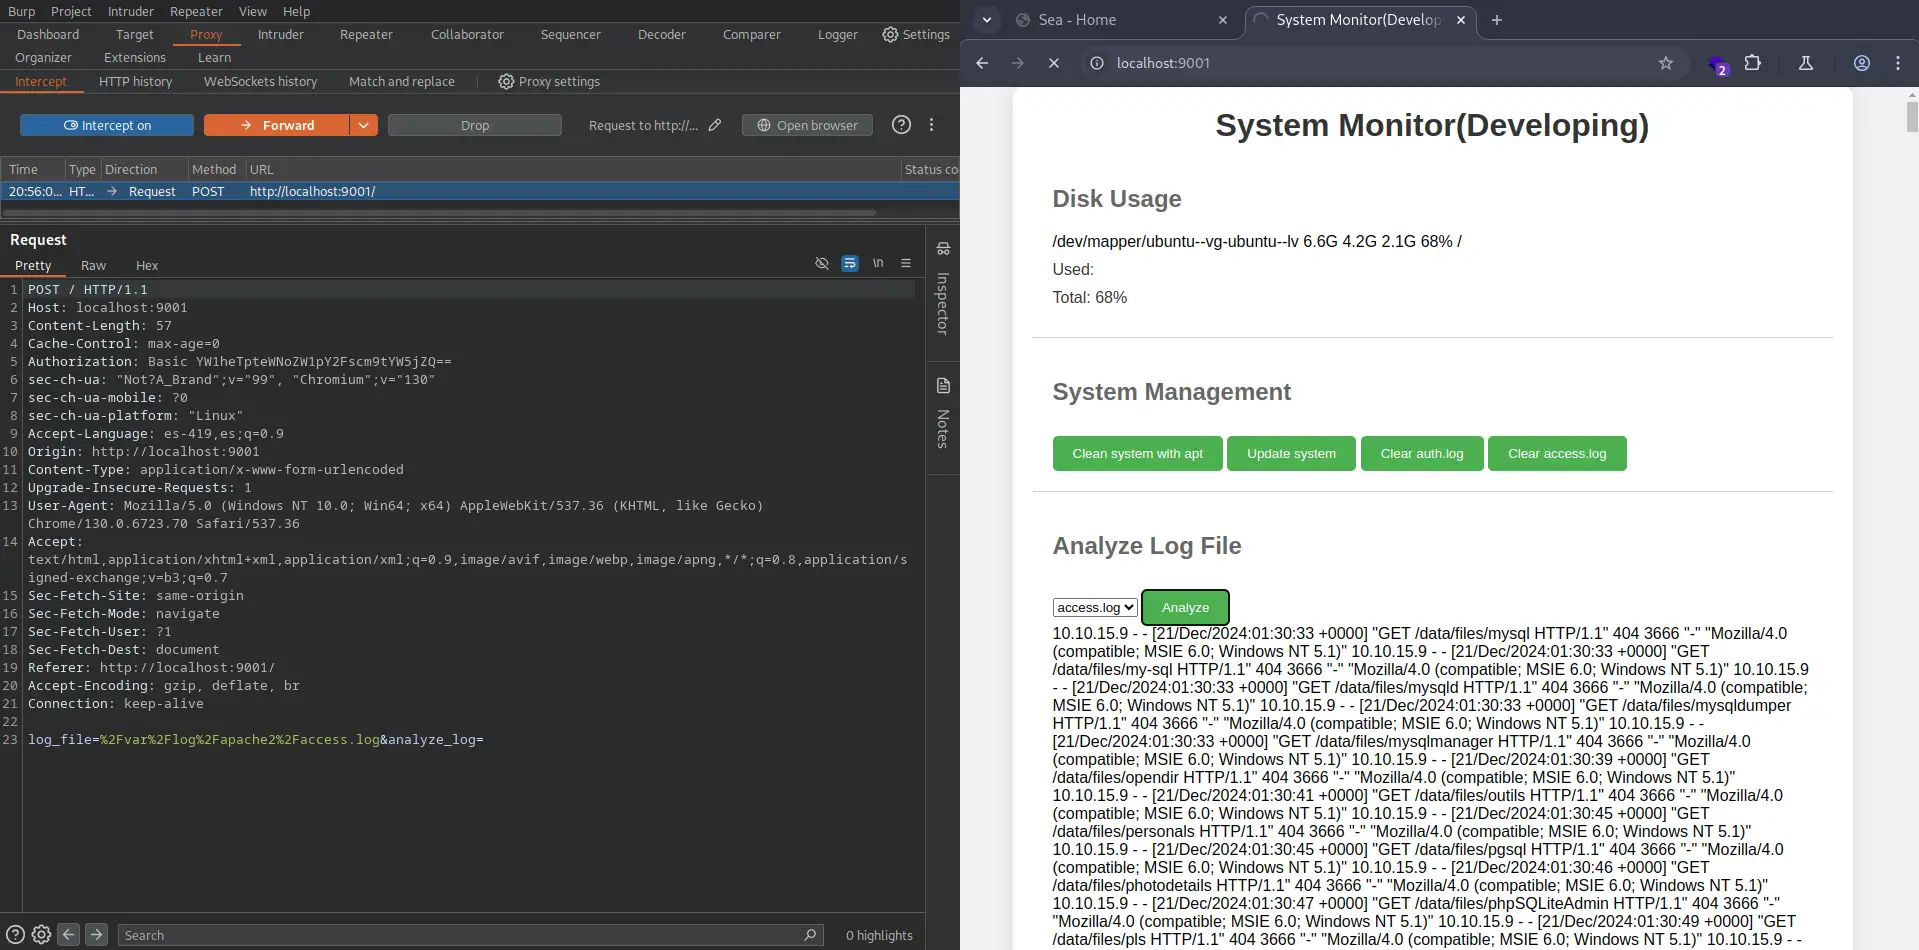 Burp Project Intruder Repeater View Help
Dashboard Target Proxy Intruder Repeater Collaborator Sequencer Decoder Comparer Logger Settings
Organizer Extensions Learn
Intercept HTTP history WebSockets history Match and replace Proxy settings
Intercept on Forward Drop Request to http://... Open browser
Time Type Direction Method URL Status co
20:56:0... HT... → Request POST http://localhost:9001/
Request
Pretty Raw Hex
\n
1 POST / HTTP/1.1
2 Host: localhost:9001
3 Content-Length: 57
4 Cache-Control: max-age=0
5 Authorization: Basic YW1heTpteWNoZW1pY2Fscm9tYW5jZQ==
6 sec-ch-ua: "Not?A_Brand";v="99", "Chromium";v="130"
7 sec-ch-ua-mobile: ?0
8 sec-ch-ua-platform: "Linux"
9 Accept-Language: es-419,es;q=0.9
10 Origin: http://localhost:9001
11 Content-Type: application/x-www-form-urlencoded
12 Upgrade-Insecure-Requests: 1
13 User-Agent: Mozilla/5.0 (Windows NT 10.0; Win64; x64) AppleWebKit/537.36 (KHTML, like Gecko)
Chrome/130.0.6723.70 Safari/537.36
14 Accept:
text/html,application/xhtml+xml,application/xml;q=0.9,image/avif,image/webp,image/apng,*/*;q=0.8,application/s
igned-exchange;v=b3;q=0.7
15 Sec-Fetch-Site: same-origin
16 Sec-Fetch-Mode: navigate
17 Sec-Fetch-User: ?1
18 Sec-Fetch-Dest: document
19 Referer: http://localhost:9001/
20 Accept-Encoding: gzip, deflate, br
21 Connection: keep-alive
22
23 log_file=%2Fvar%2Flog%2Fapache2%2Faccess.log&analyze_log=
Inspector
Notes
Search 0 highlights
Sea - Home
System Monitor(Develop
localhost:9001
2
System Monitor(Developing)
Disk Usage
/dev/mapper/ubuntu--vg-ubuntu--lv 6.6G 4.2G 2.1G 68% /
Used:
Total: 68%
System Management
Clean system with apt Update system Clear auth.log Clear access.log
Analyze Log File
access.log Analyze
10.10.15.9 - - [21/Dec/2024:01:30:33 +0000] "GET /data/files/mysql HTTP/1.1" 404 3666 "-" "Mozilla/4.0
(compatible; MSIE 6.0; Windows NT 5.1)" 10.10.15.9 - - [21/Dec/2024:01:30:33 +0000] "GET
/data/files/my-sql HTTP/1.1" 404 3666 "-" "Mozilla/4.0 (compatible; MSIE 6.0; Windows NT 5.1)" 10.10.15.9
- - [21/Dec/2024:01:30:33 +0000] "GET /data/files/mysqld HTTP/1.1" 404 3666 "-" "Mozilla/4.0 (compatible;
MSIE 6.0; Windows NT 5.1)" 10.10.15.9 - - [21/Dec/2024:01:30:33 +0000] "GET /data/files/mysqldumper
HTTP/1.1" 404 3666 "-" "Mozilla/4.0 (compatible; MSIE 6.0; Windows NT 5.1)" 10.10.15.9 - -
[21/Dec/2024:01:30:33 +0000] "GET /data/files/mysqlmanager HTTP/1.1" 404 3666 "-" "Mozilla/4.0
(compatible; MSIE 6.0; Windows NT 5.1)" 10.10.15.9 - - [21/Dec/2024:01:30:39 +0000] "GET
/data/files/opendir HTTP/1.1" 404 3666 "-" "Mozilla/4.0 (compatible; MSIE 6.0; Windows NT 5.1)"
10.10.15.9 - - [21/Dec/2024:01:30:41 +0000] "GET /data/files/outils HTTP/1.1" 404 3666 "-" "Mozilla/4.0
(compatible; MSIE 6.0; Windows NT 5.1)" 10.10.15.9 - - [21/Dec/2024:01:30:45 +0000] "GET
/data/files/personals HTTP/1.1" 404 3666 "-" "Mozilla/4.0 (compatible; MSIE 6.0; Windows NT 5.1)"
10.10.15.9 - - [21/Dec/2024:01:30:45 +0000] "GET /data/files/pgsql HTTP/1.1" 404 3666 "-" "Mozilla/4.0
(compatible; MSIE 6.0; Windows NT 5.1)" 10.10.15.9 - - [21/Dec/2024:01:30:46 +0000] "GET
/data/files/photodetails HTTP/1.1" 404 3666 "-" "Mozilla/4.0 (compatible; MSIE 6.0; Windows NT 5.1)"
10.10.15.9 - - [21/Dec/2024:01:30:47 +0000] "GET /data/files/phpSQLiteAdmin HTTP/1.1" 404 3666 "-"
"Mozilla/4.0 (compatible; MSIE 6.0; Windows NT 5.1)" 10.10.15.9 - - [21/Dec/2024:01:30:49 +0000] "GET
/data/files/pls HTTP/1.1" 404 3666 "-" "Mozilla/4.0 (compatible; MSIE 6.0; Windows NT 5.1)" 10.10.15.9 - -